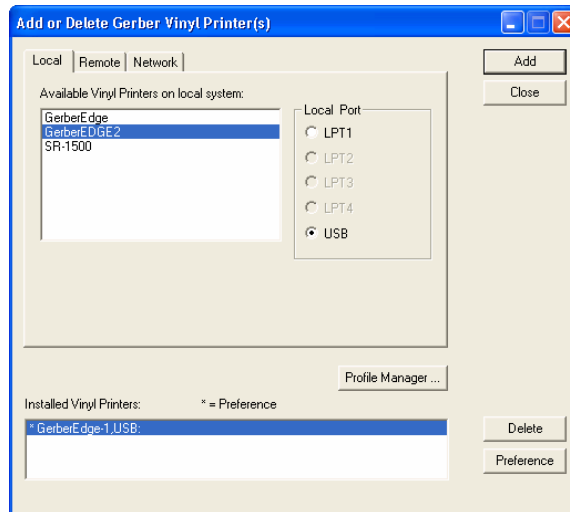 Add or Delete Gerber Vinyl Printer(s)
Local Remote Network
Add
Close
Available Vinyl Printers on local system:
GerberEdge
GerberEDGE2
SR-1500
Local Port
LPT1
LPT2
LPT3
LPT4
USB
Profile Manager ...
Installed Vinyl Printers: * = Preference
* GerberEdge-1,USB:
Delete
Preference